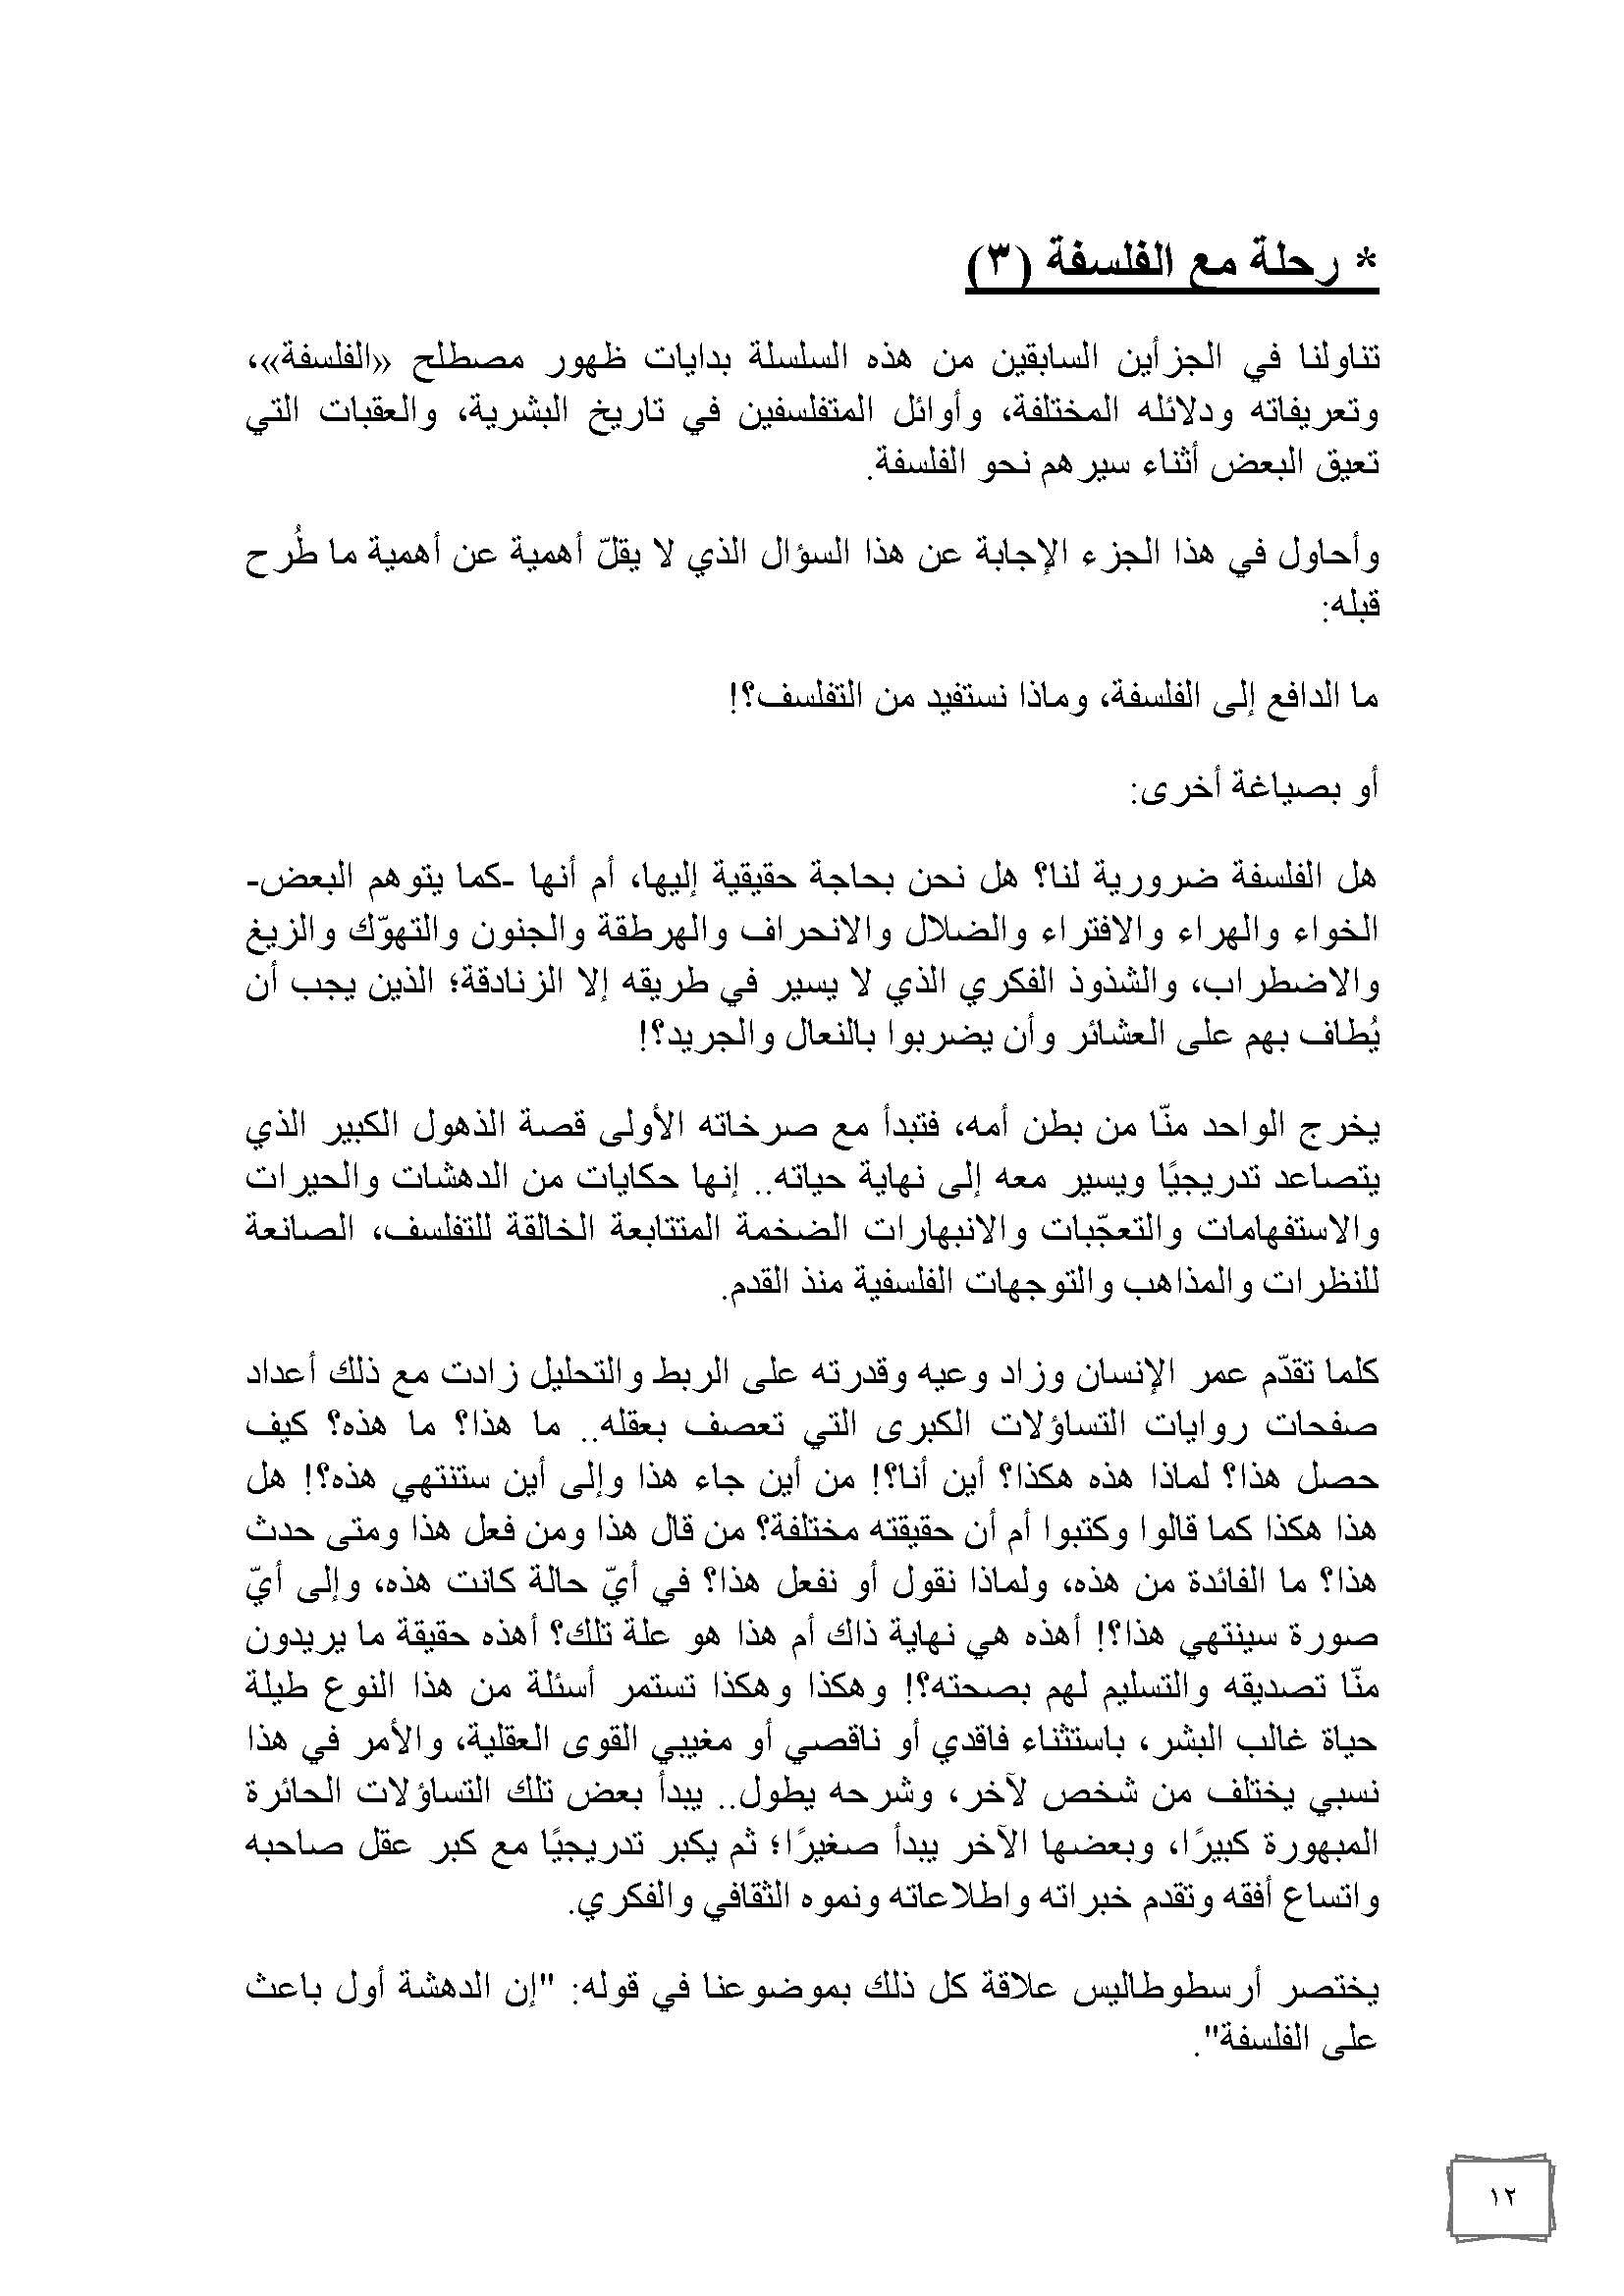 * رحلة مع الفلسفة (٣)
تناولنا في الجزأين السابقين من هذه السلسلة بدايات ظهور مصطلح «الفلسفة»،
وتعريفاته ودلائله المختلفة، وأوائل المتفلسفين في تاريخ البشرية، والعقبات التي
تعيق البعض أثناء سيرهم نحو الفلسفة.
وأحاول في هذا الجزء الإجابة عن هذا السؤال الذي لا يقلّ أهمية عن أهمية ما طُرح
قبله:
ما الدافع إلى الفلسفة، وماذا نستفيد من التفلسف؟!
أو بصياغة أخرى:
هل الفلسفة ضرورية لنا؟ هل نحن بحاجة حقيقية إليها، أم أنها -كما يتوهم البعض-
الخواء والهراء والافتراء والضلال والانحراف والهرطقة والجنون والتهوّك والزيغ
والاضطراب، والشذوذ الفكري الذي لا يسير في طريقه إلا الزنادقة؛ الذين يجب أن
يُطاف بهم على العشائر وأن يضربوا بالنعال والجريد؟!
يخرج الواحد منّا من بطن أمه، فتبدأ مع صرخاته الأولى قصة الذهول الكبير الذي
يتصاعد تدريجيًا ويسير معه إلى نهاية حياته.. إنها حكايات من الدهشات والحيرات
والاستفهامات والتعجّبات والانبهارات الضخمة المتتابعة الخالقة للتفلسف، الصانعة
للنظرات والمذاهب والتوجهات الفلسفية منذ القدم.
كلما تقدّم عمر الإنسان وزاد وعيه وقدرته على الربط والتحليل زادت مع ذلك أعداد
صفحات روايات التساؤلات الكبرى التي تعصف بعقله.. ما هذا؟ ما هذه؟ كيف
حصل هذا؟ لماذا هذه هكذا؟ أين أنا؟! من أين جاء هذا وإلى أين ستنتهي هذه؟! هل
هذا هكذا كما قالوا وكتبوا أم أن حقيقته مختلفة؟ من قال هذا ومن فعل هذا ومتى حدث
هذا؟ ما الفائدة من هذه، ولماذا نقول أو نفعل هذا؟ في أيّ حالة كانت هذه، وإلى أيّ
صورة سينتهي هذا؟! أهذه هي نهاية ذاك أم هذا هو علة تلك؟ أهذه حقيقة ما يريدون
منّا تصديقه والتسليم لهم بصحته؟! وهكذا وهكذا تستمر أسئلة من هذا النوع طيلة
حياة غالب البشر، باستثناء فاقدي أو ناقصي أو مغيبي القوى العقلية، والأمر في هذا
نسبي يختلف من شخص لآخر، وشرحه يطول.. يبدأ بعض تلك التساؤلات الحائرة
المبهورة كبيرًا، وبعضها الآخر يبدأ صغيرًا؛ ثم يكبر تدريجيًا مع كبر عقل صاحبه
واتساع أفقه وتقدم خبراته واطلاعاته ونموه الثقافي والفكري.
يختصر أرسطوطاليس علاقة كل ذلك بموضوعنا في قوله: "إن الدهشة أول باعث
على الفلسفة".
١٢